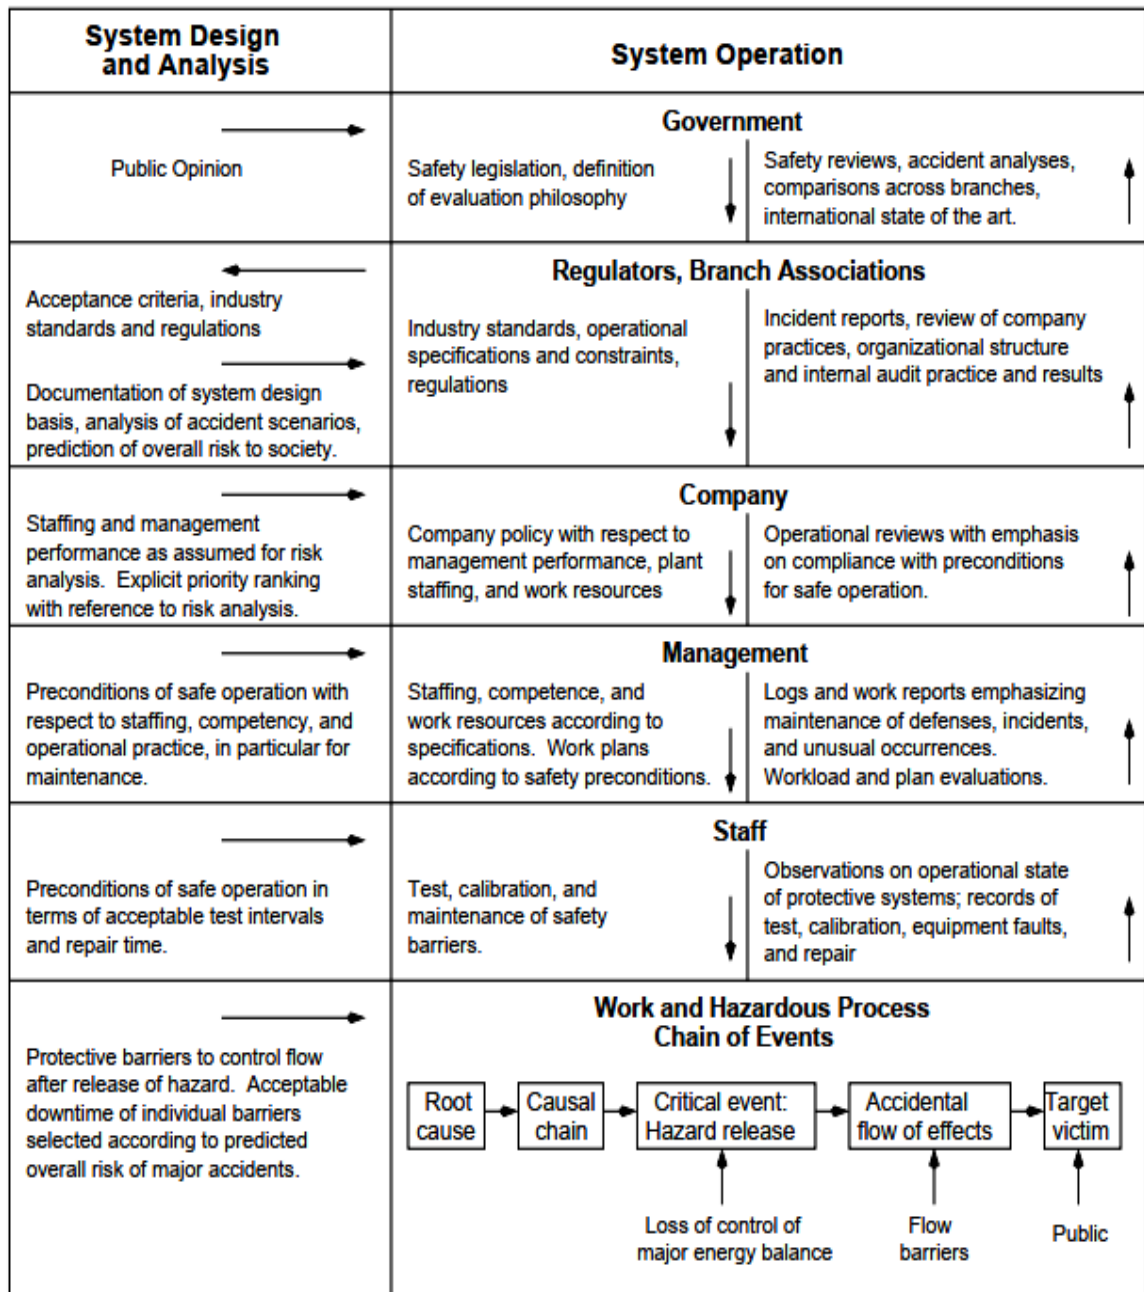 System Design
and Analysis
System Operation
Public Opinion
Government
Safety legislation, definition
of evaluation philosophy
Safety reviews, accident analyses,
comparisons across branches,
international state of the art.
Acceptance criteria, industry
standards and regulations
Documentation of system design
basis, analysis of accident scenarios,
prediction of overall risk to society.
Regulators, Branch Associations
Industry standards, operational
specifications and constraints,
regulations
Incident reports, review of company
practices, organizational structure
and internal audit practice and results
Staffing and management
performance as assumed for risk
analysis. Explicit priority ranking
with reference to risk analysis.
Company
Company policy with respect to
management performance, plant
staffing, and work resources
Operational reviews with emphasis
on compliance with preconditions
for safe operation.
Preconditions of safe operation with
respect to staffing, competency, and
operational practice, in particular for
maintenance.
Management
Staffing, competence, and
work resources according to
specifications. Work plans
according to safety preconditions.
Logs and work reports emphasizing
maintenance of defenses, incidents,
and unusual occurrences.
Workload and plan evaluations.
Preconditions of safe operation in
terms of acceptable test intervals
and repair time.
Staff
Test, calibration, and
maintenance of safety
barriers.
Observations on operational state
of protective systems; records of
test, calibration, equipment faults,
and repair
Protective barriers to control flow
after release of hazard. Acceptable
downtime of individual barriers
selected according to predicted
overall risk of major accidents.
Work and Hazardous Process
Chain of Events
Root
cause
Causal
chain
Critical event:
Hazard release
Accidental
flow of effects
Target
victim
Loss of control of
major energy balance
Flow
barriers
Public